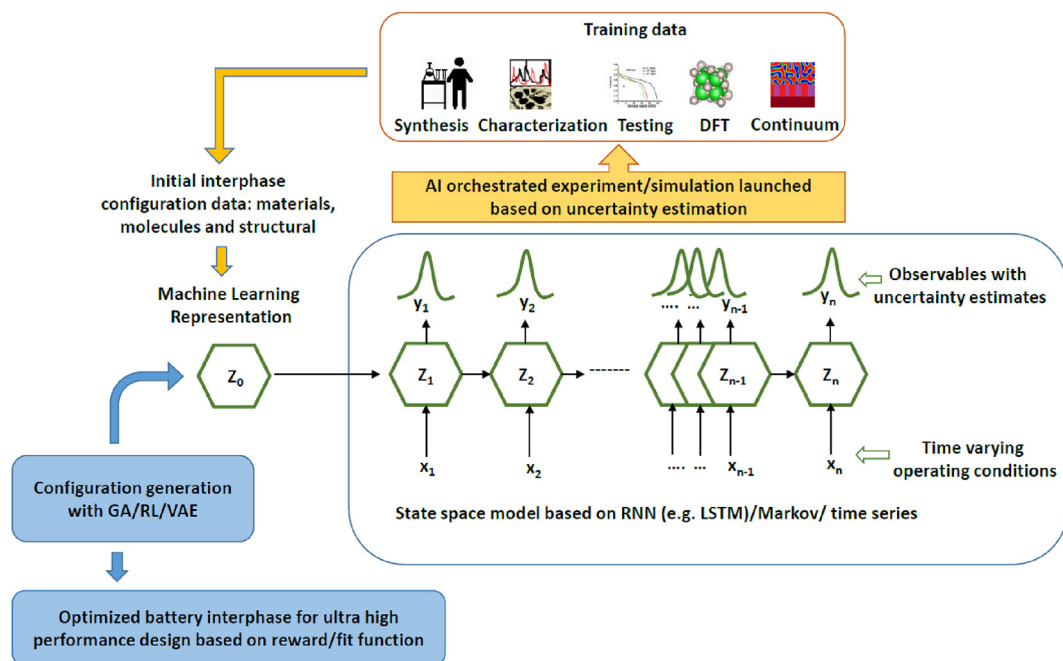 Training data
Synthesis Characterization Testing DFT Continuum
AI orchestrated experiment/simulation launched
based on uncertainty estimation
Initial interphase
configuration data: materials,
molecules and structural
Machine Learning
Representation
Z0
Configuration generation
with GA/RL/VAE
Optimized battery interphase for ultra high
performance design based on reward/fit function
y1 y2 .... ... yn-1 yn
Observables with
uncertainty estimates
Z1 Z2 ------- Zn-1 Zn
x1 x2 .... ... xn-1 xn
Time varying
operating conditions
State space model based on RNN (e.g. LSTM)/Markov/ time series